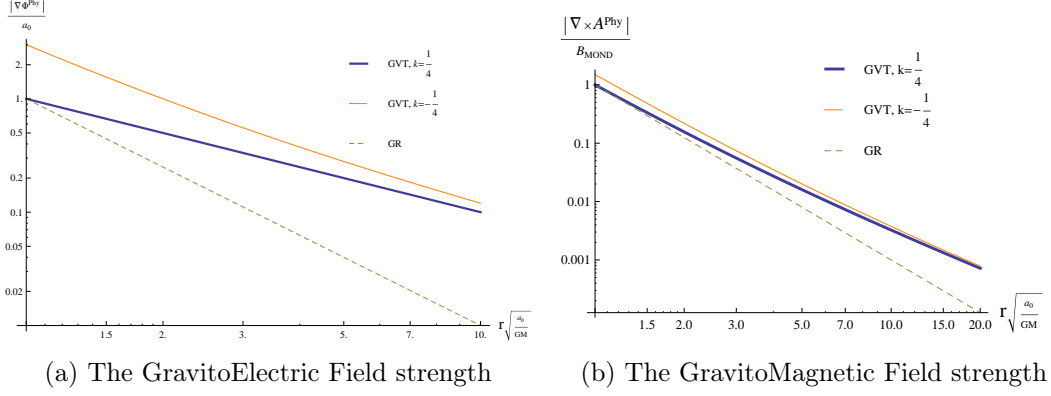 |∇Φ^Phy|
a_0
GVT, k=1/4
GVT, k=-1/4
GR
2.
1.
0.5
0.2
0.1
0.05
0.02
1.5 2. 3. 5. 7. 10.
r√(a_0/GM)
(a) The GravitoElectric Field strength
|∇×A^Phy|
B_MOND
GVT, k=1/4
GVT, k=-1/4
GR
1
0.1
0.01
0.001
1.5 2.0 3.0 5.0 7.0 10.0 15.0 20.0
r√(a_0/GM)
(b) The GravitoMagnetic Field strength